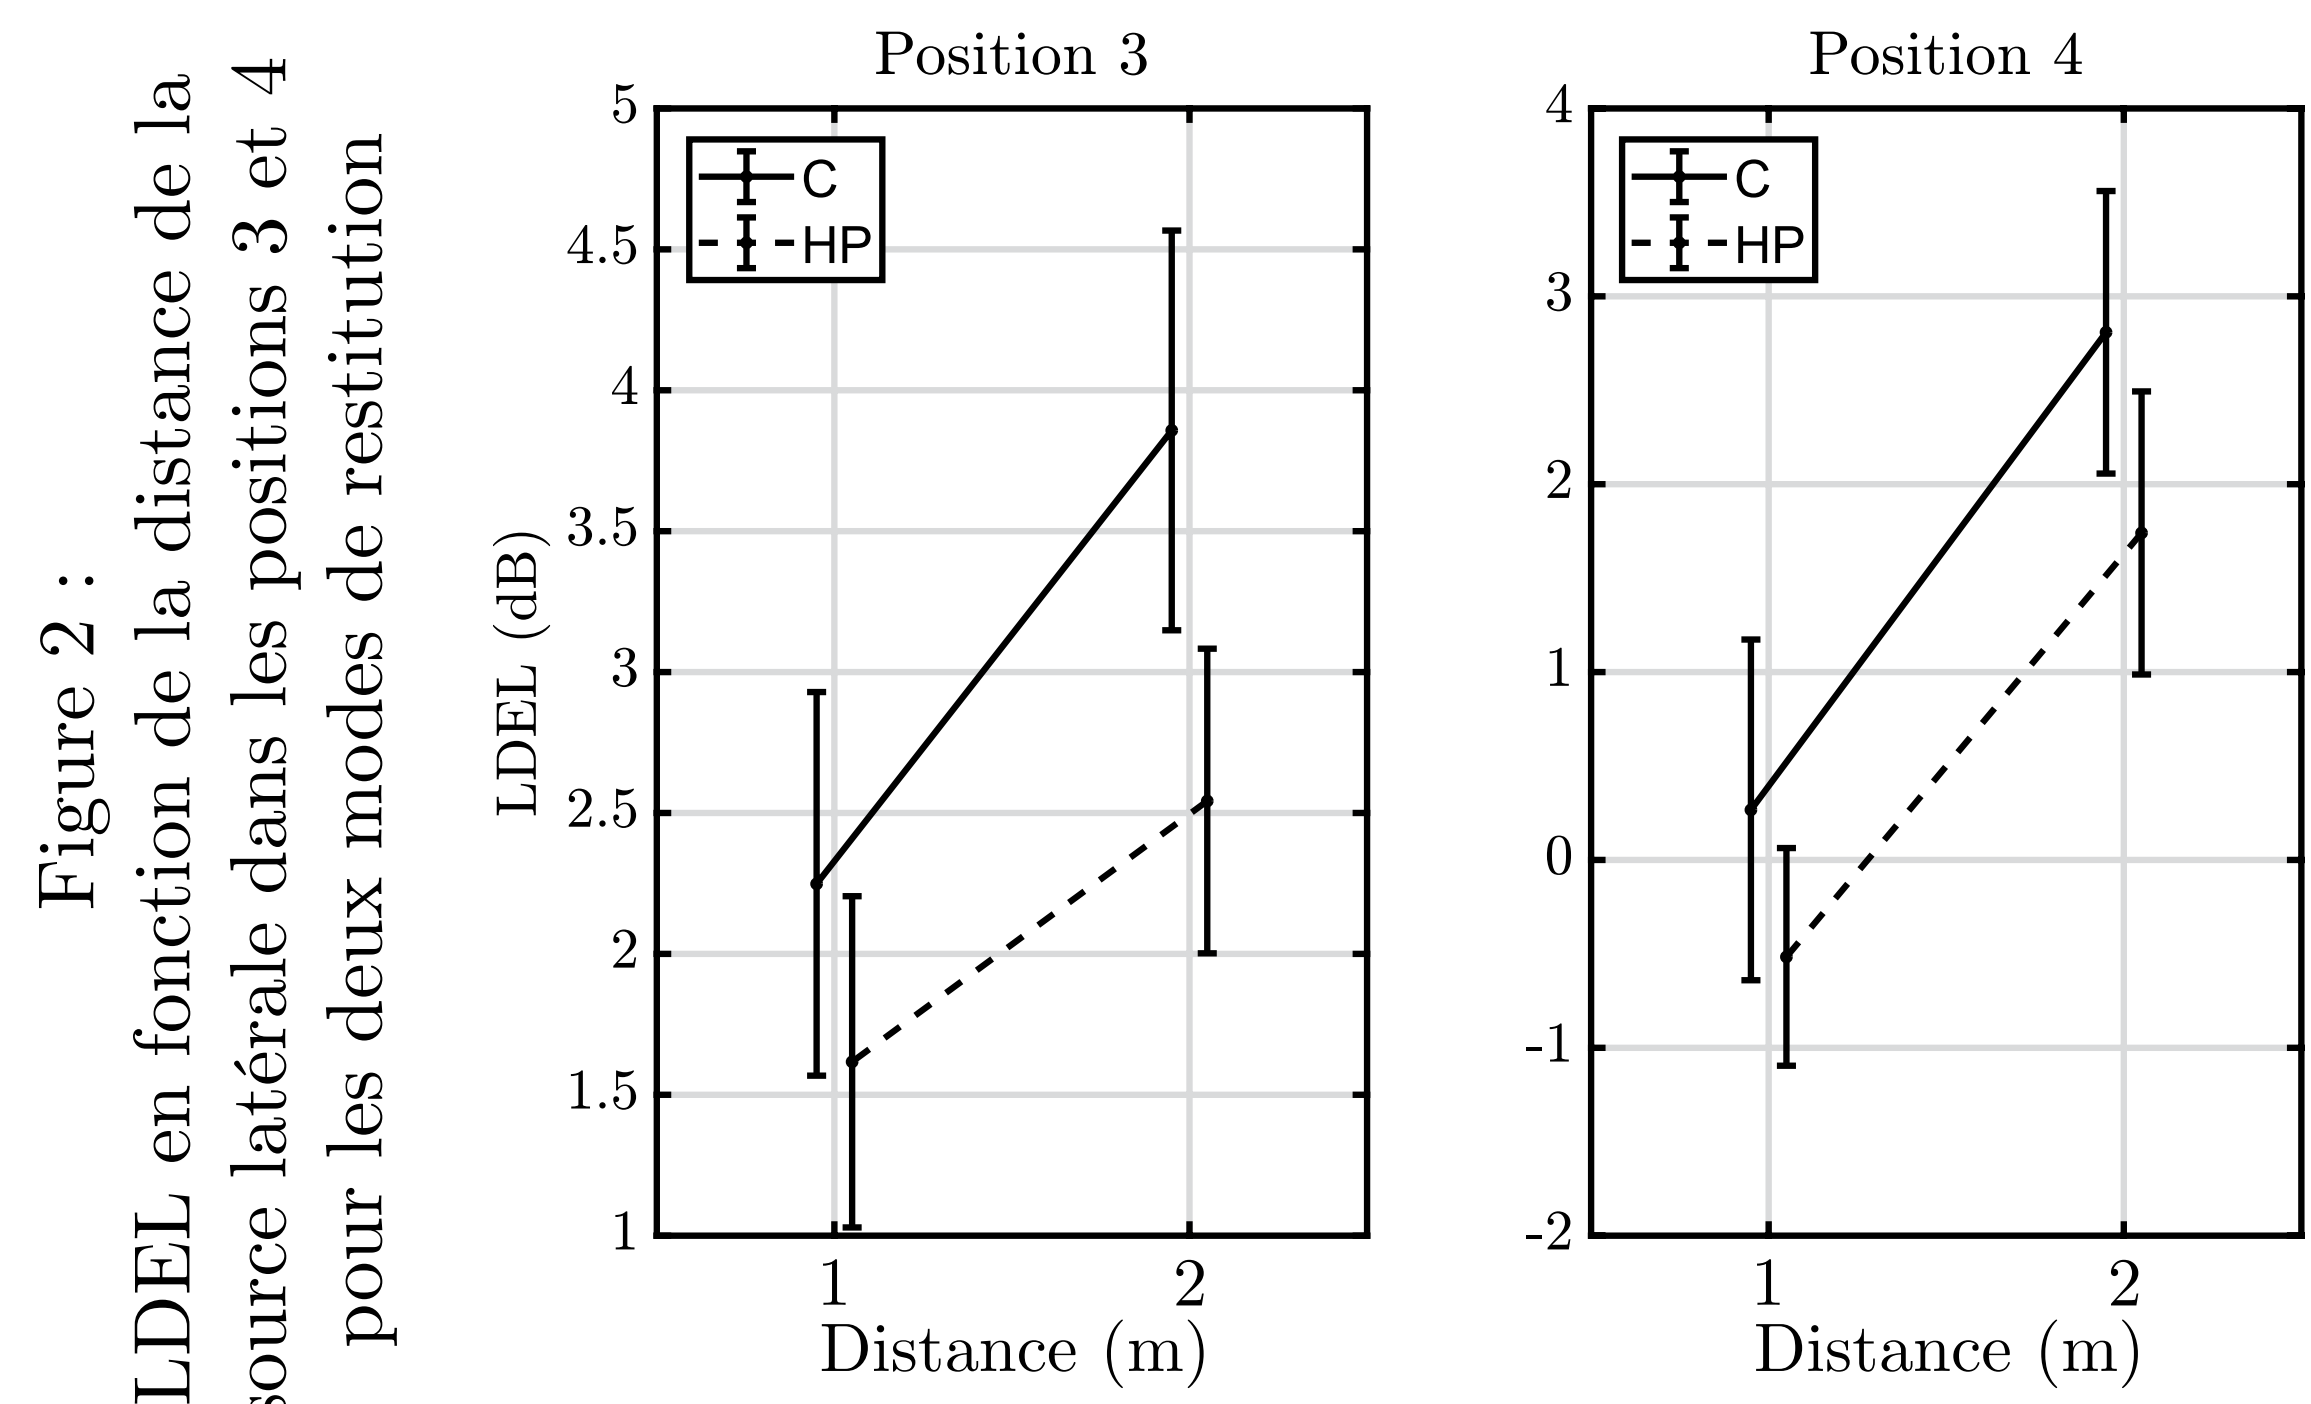 Figure 2 :
LDEL en fonction de la distance de la
source latérale dans les positions 3 et 4
pour les deux modes de restitution
Position 3
C
HP
5
4.5
4
3.5
3
2.5
2
1.5
1
LDEL (dB)
1 2
Distance (m)
Position 4
C
HP
4
3
2
1
0
-1
-2
1 2
Distance (m)